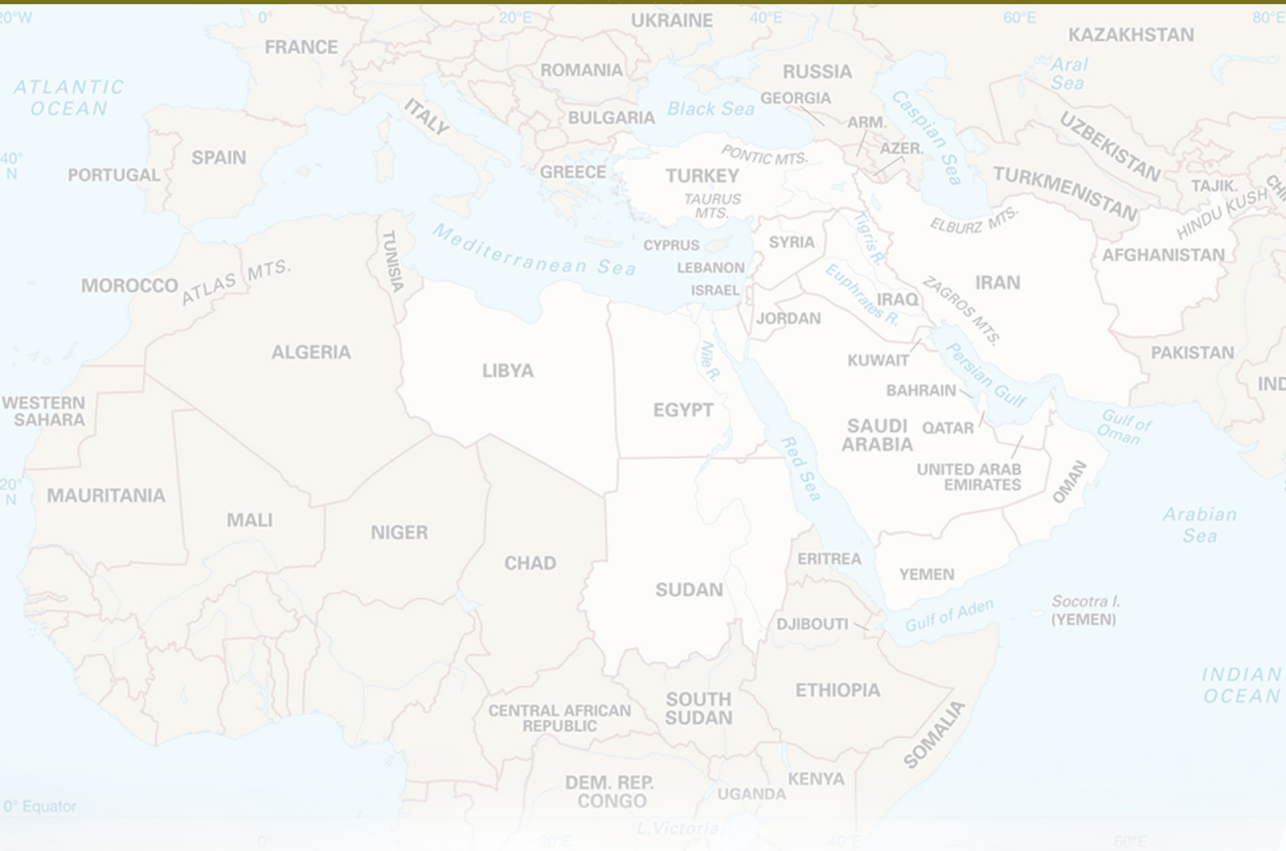 20°W
0°
20°E
40°E
60°E
80°E
UKRAINE
FRANCE
KAZAKHSTAN
ROMANIA
RUSSIA
Aral
Sea
ATLANTIC
OCEAN
GEORGIA
Caspian Sea
ITALY
BULGARIA
Black Sea
ARM.
UZBEKISTAN
AZER.
40°
N
SPAIN
PONTIC MTS.
PORTUGAL
GREECE
TURKEY
TURKMENISTAN
TAJIK.
TAURUS
MTS.
HINDU KUSH
ELBURZ MTS.
Mediterranean Sea
TUNISIA
CYPRUS
SYRIA
Tigris R.
AFGHANISTAN
LEBANON
MOROCCO
ATLAS MTS.
ISRAEL
Euphrates R.
IRAQ
ZAGROS MTS.
IRAN
JORDAN
ALGERIA
LIBYA
Nile R.
KUWAIT
Persian Gulf
PAKISTAN
BAHRAIN
IND
WESTERN
SAHARA
EGYPT
SAUDI
ARABIA
QATAR
Gulf of
Oman
Red Sea
UNITED ARAB
EMIRATES
OMAN
20°
N
MAURITANIA
MALI
NIGER
Arabian
Sea
CHAD
ERITREA
YEMEN
SUDAN
Socotra I.
(YEMEN)
DJIBOUTI
Gulf of Aden
ETHIOPIA
INDIAN
OCEAN
CENTRAL AFRICAN
REPUBLIC
SOUTH
SUDAN
SOMALIA
DEM. REP.
CONGO
UGANDA
KENYA
0° Equator
L.Victoria
0°
20°E
40°E
60°E